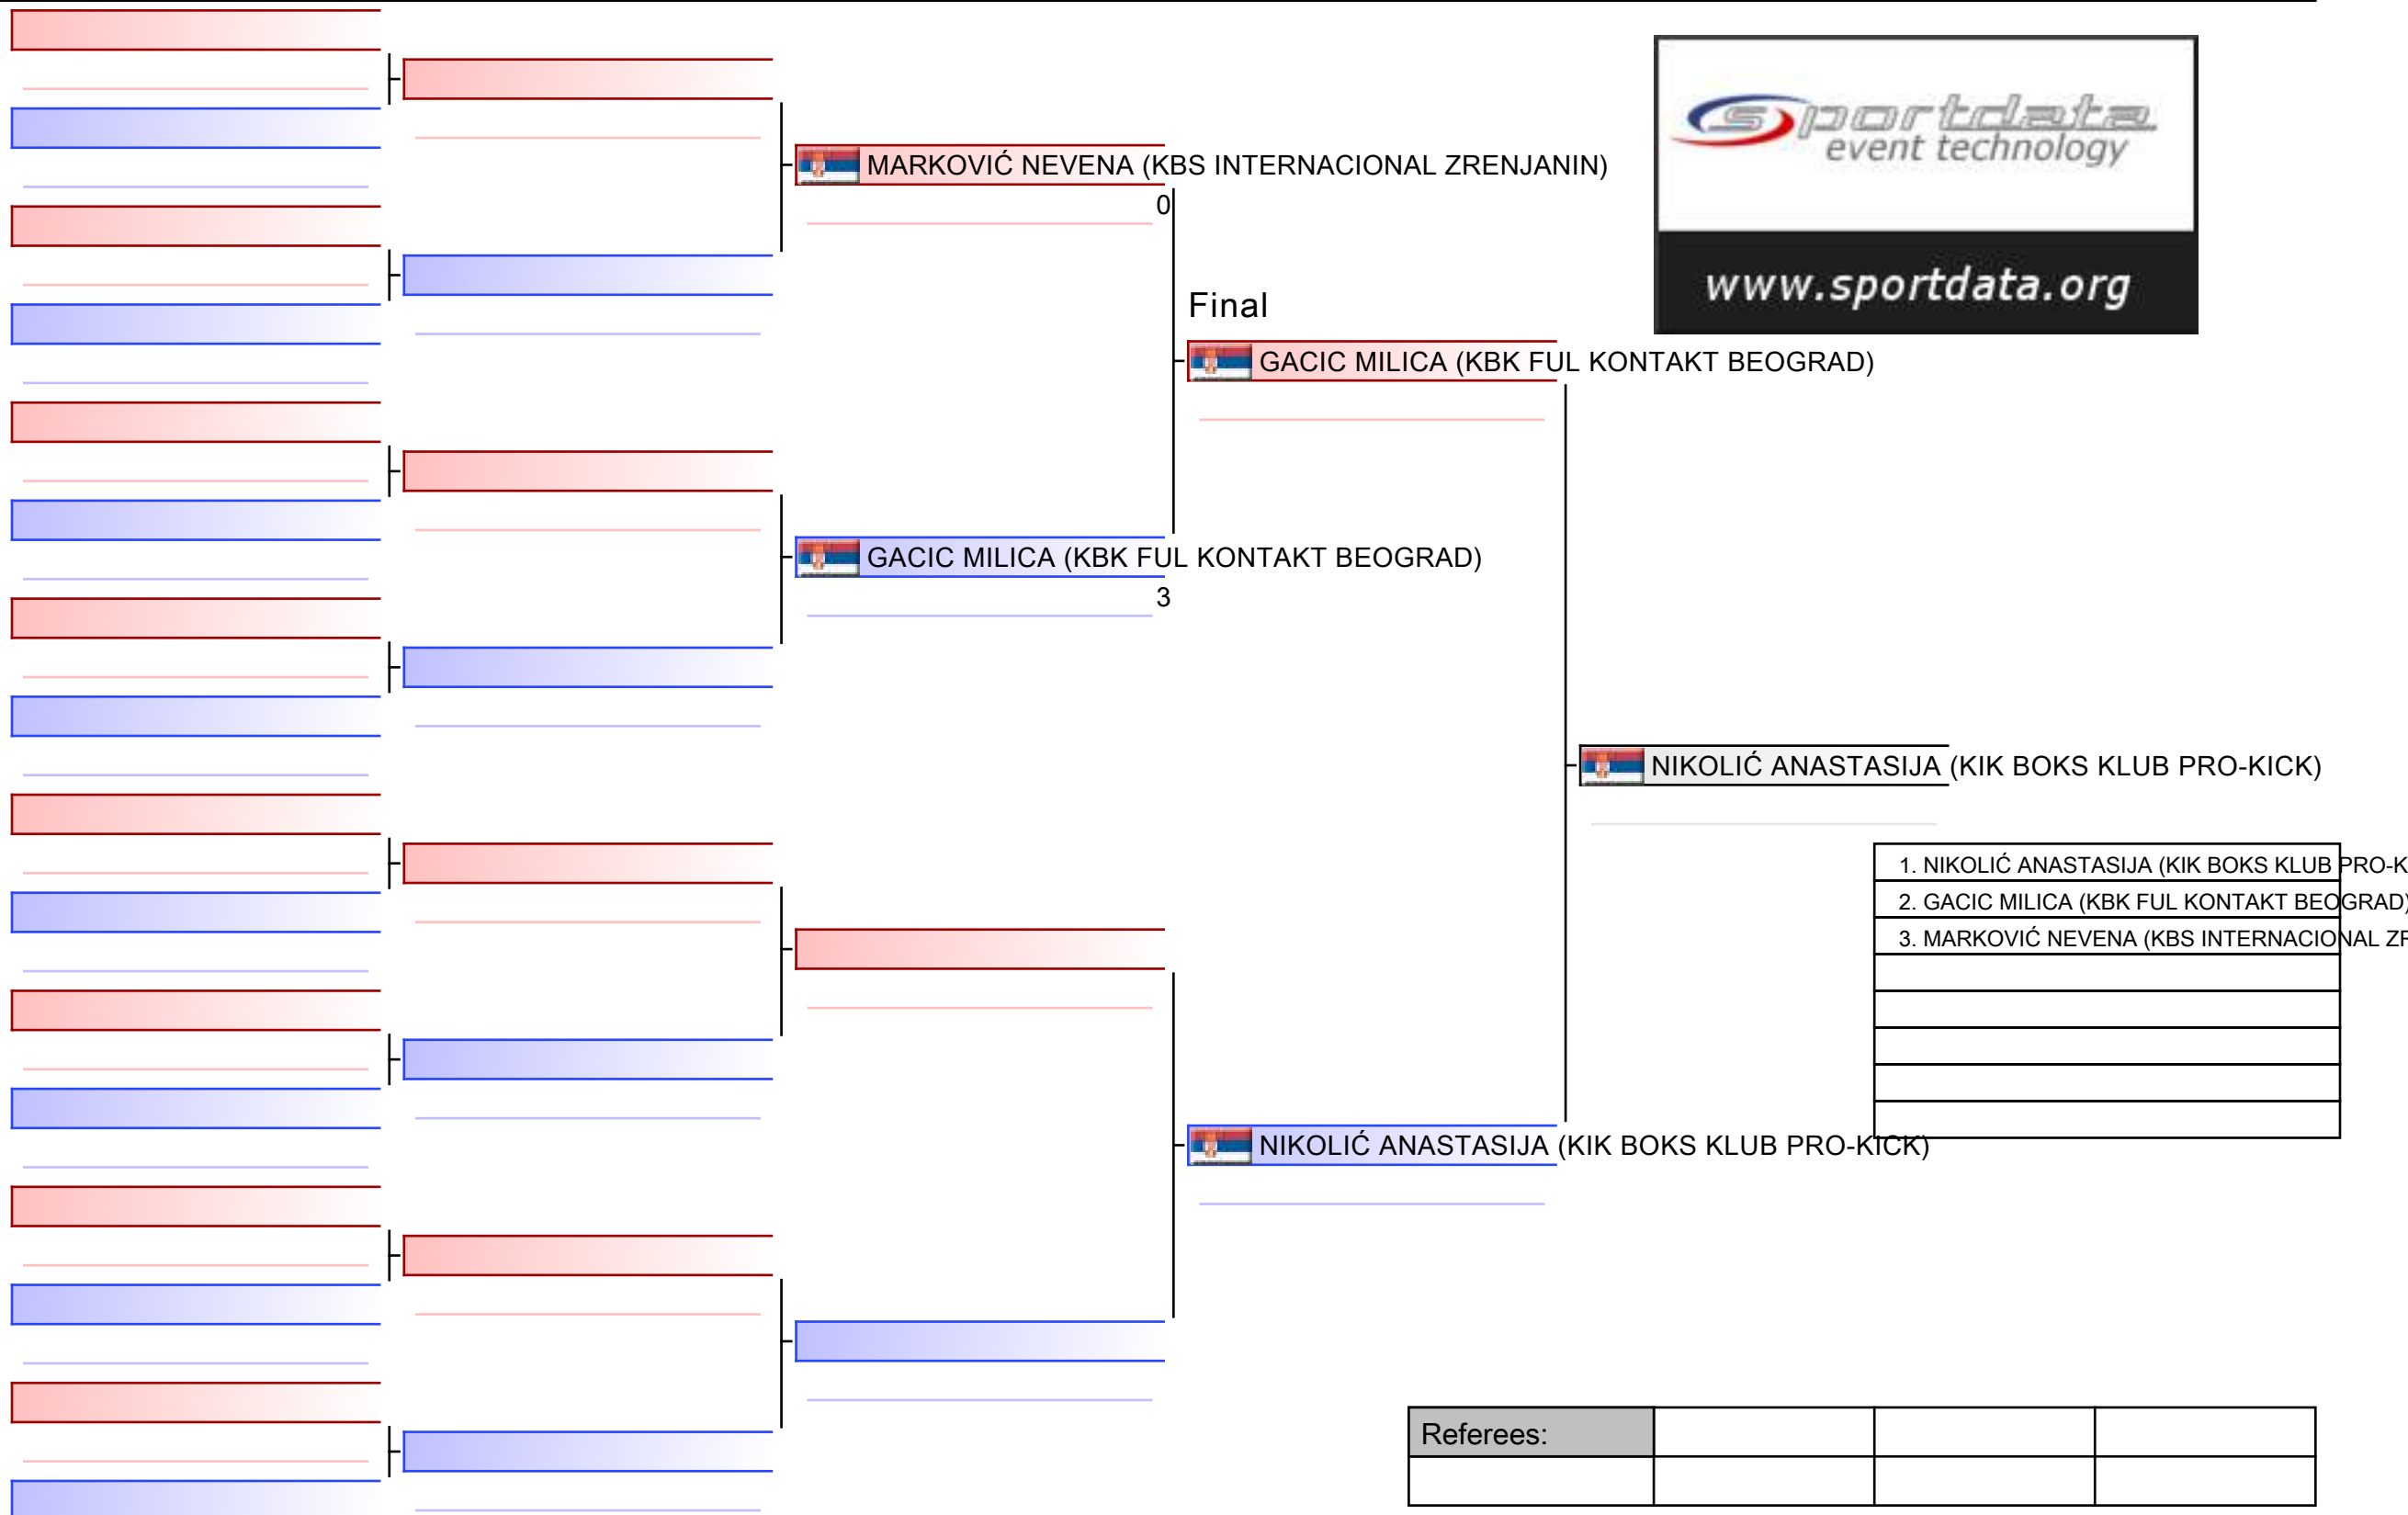 sportdata
event technology
www.sportdata.org
MARKOVIĆ NEVENA (KBS INTERNACIONAL ZRENJANIN)
0
Final
GACIC MILICA (KBK FUL KONTAKT BEOGRAD)
GACIC MILICA (KBK FUL KONTAKT BEOGRAD)
3
NIKOLIĆ ANASTASIJA (KIK BOKS KLUB PRO-KICK)
1. NIKOLIĆ ANASTASIJA (KIK BOKS KLUB PRO-K
2. GACIC MILICA (KBK FUL KONTAKT BEOGRAD)
3. MARKOVIĆ NEVENA (KBS INTERNACIONAL ZR
NIKOLIĆ ANASTASIJA (KIK BOKS KLUB PRO-KICK)
Referees: